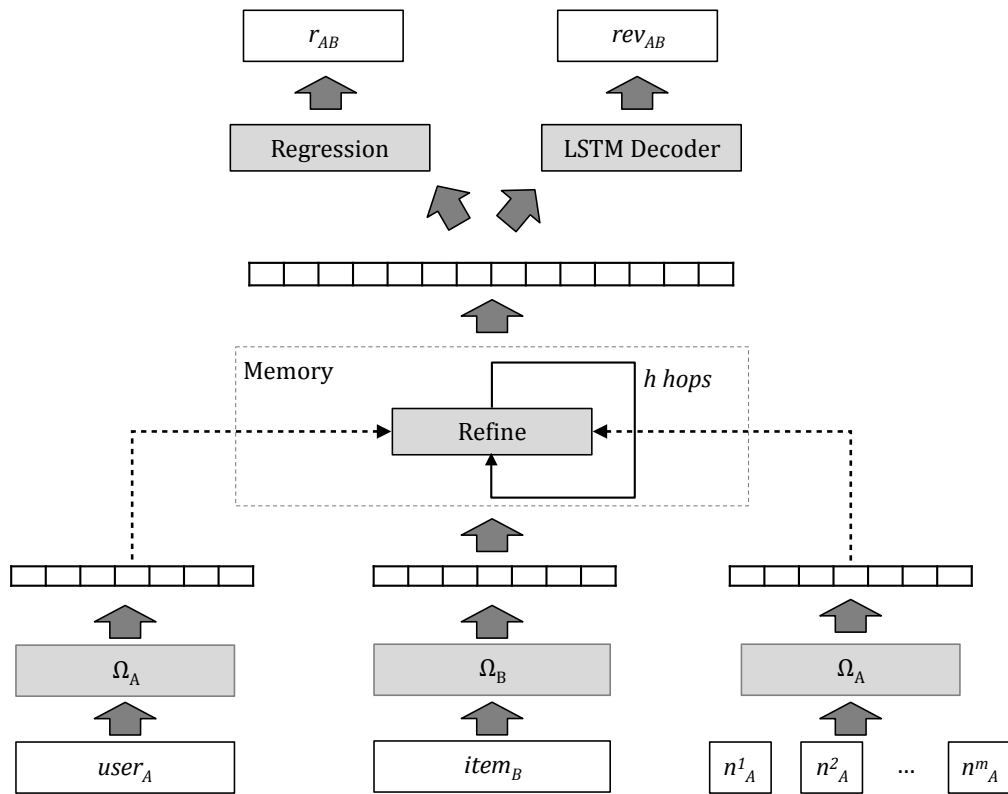 r_AB rev_AB
Regression LSTM Decoder
Memory h hops
Refine
Ω_A Ω_B Ω_A
user_A item_B n^1_A n^2_A ... n^m_A